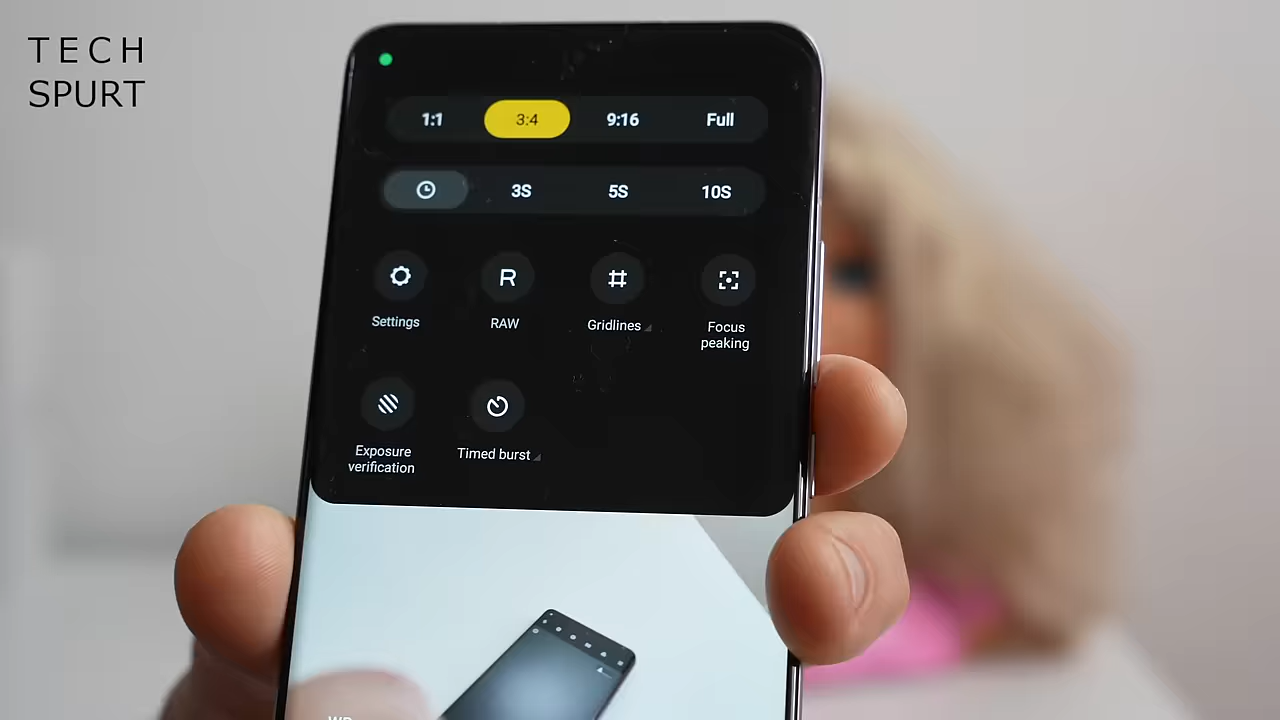 TECH
SPURT
1:1 3:4 9:16 Full
3S 5S 10S
Settings RAW Gridlines Focus peaking
Exposure verification Timed burst
WB